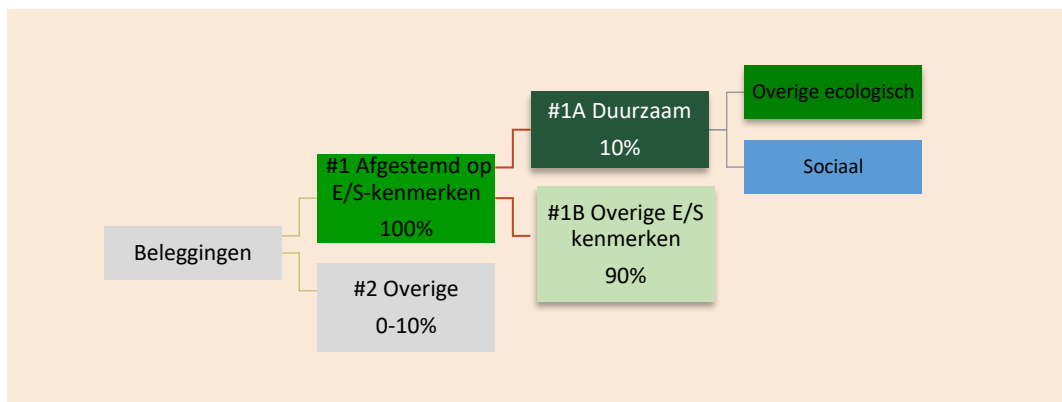 Beleggingen
#1 Afgestemd op
E/S-kenmerken
100%
#2 Overige
0-10%
#1A Duurzaam
10%
#1B Overige E/S
kenmerken
90%
Overige ecologisch
Sociaal